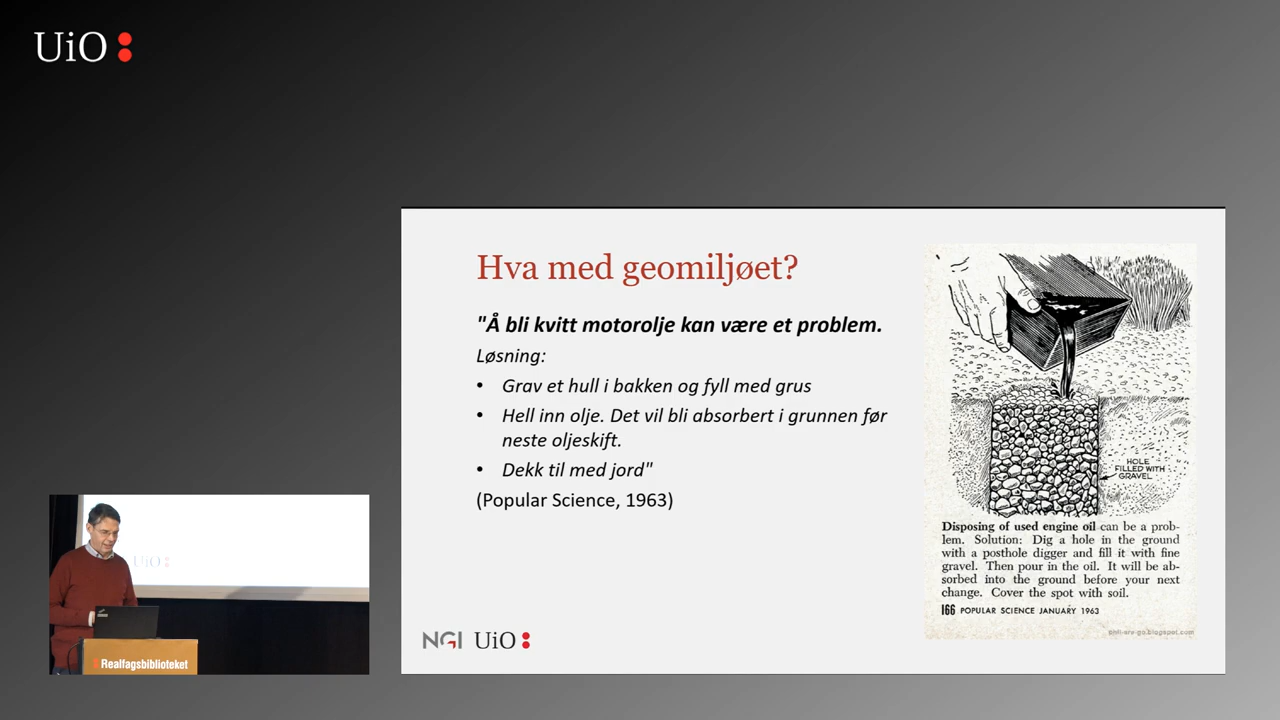 UiO
Hva med geomiljøet?
"Å bli kvitt motorolje kan være et problem.
Løsning:
• Grav et hull i bakken og fyll med grus
• Hell inn olje. Det vil bli absorbert i grunnen før
neste oljeskift.
• Dekk til med jord"
(Popular Science, 1963)
NGI UiO
HOLE
FILLED WITH
GRAVEL
Disposing of used engine oil can be a prob-
lem. Solution: Dig a hole in the ground
with a posthole digger and fill it with fine
gravel. Then pour in the oil. It will be ab-
sorbed into the ground before your next
change. Cover the spot with soil.
166 POPULAR SCIENCE JANUARY 1963
UiO
Realfagsbiblioteket